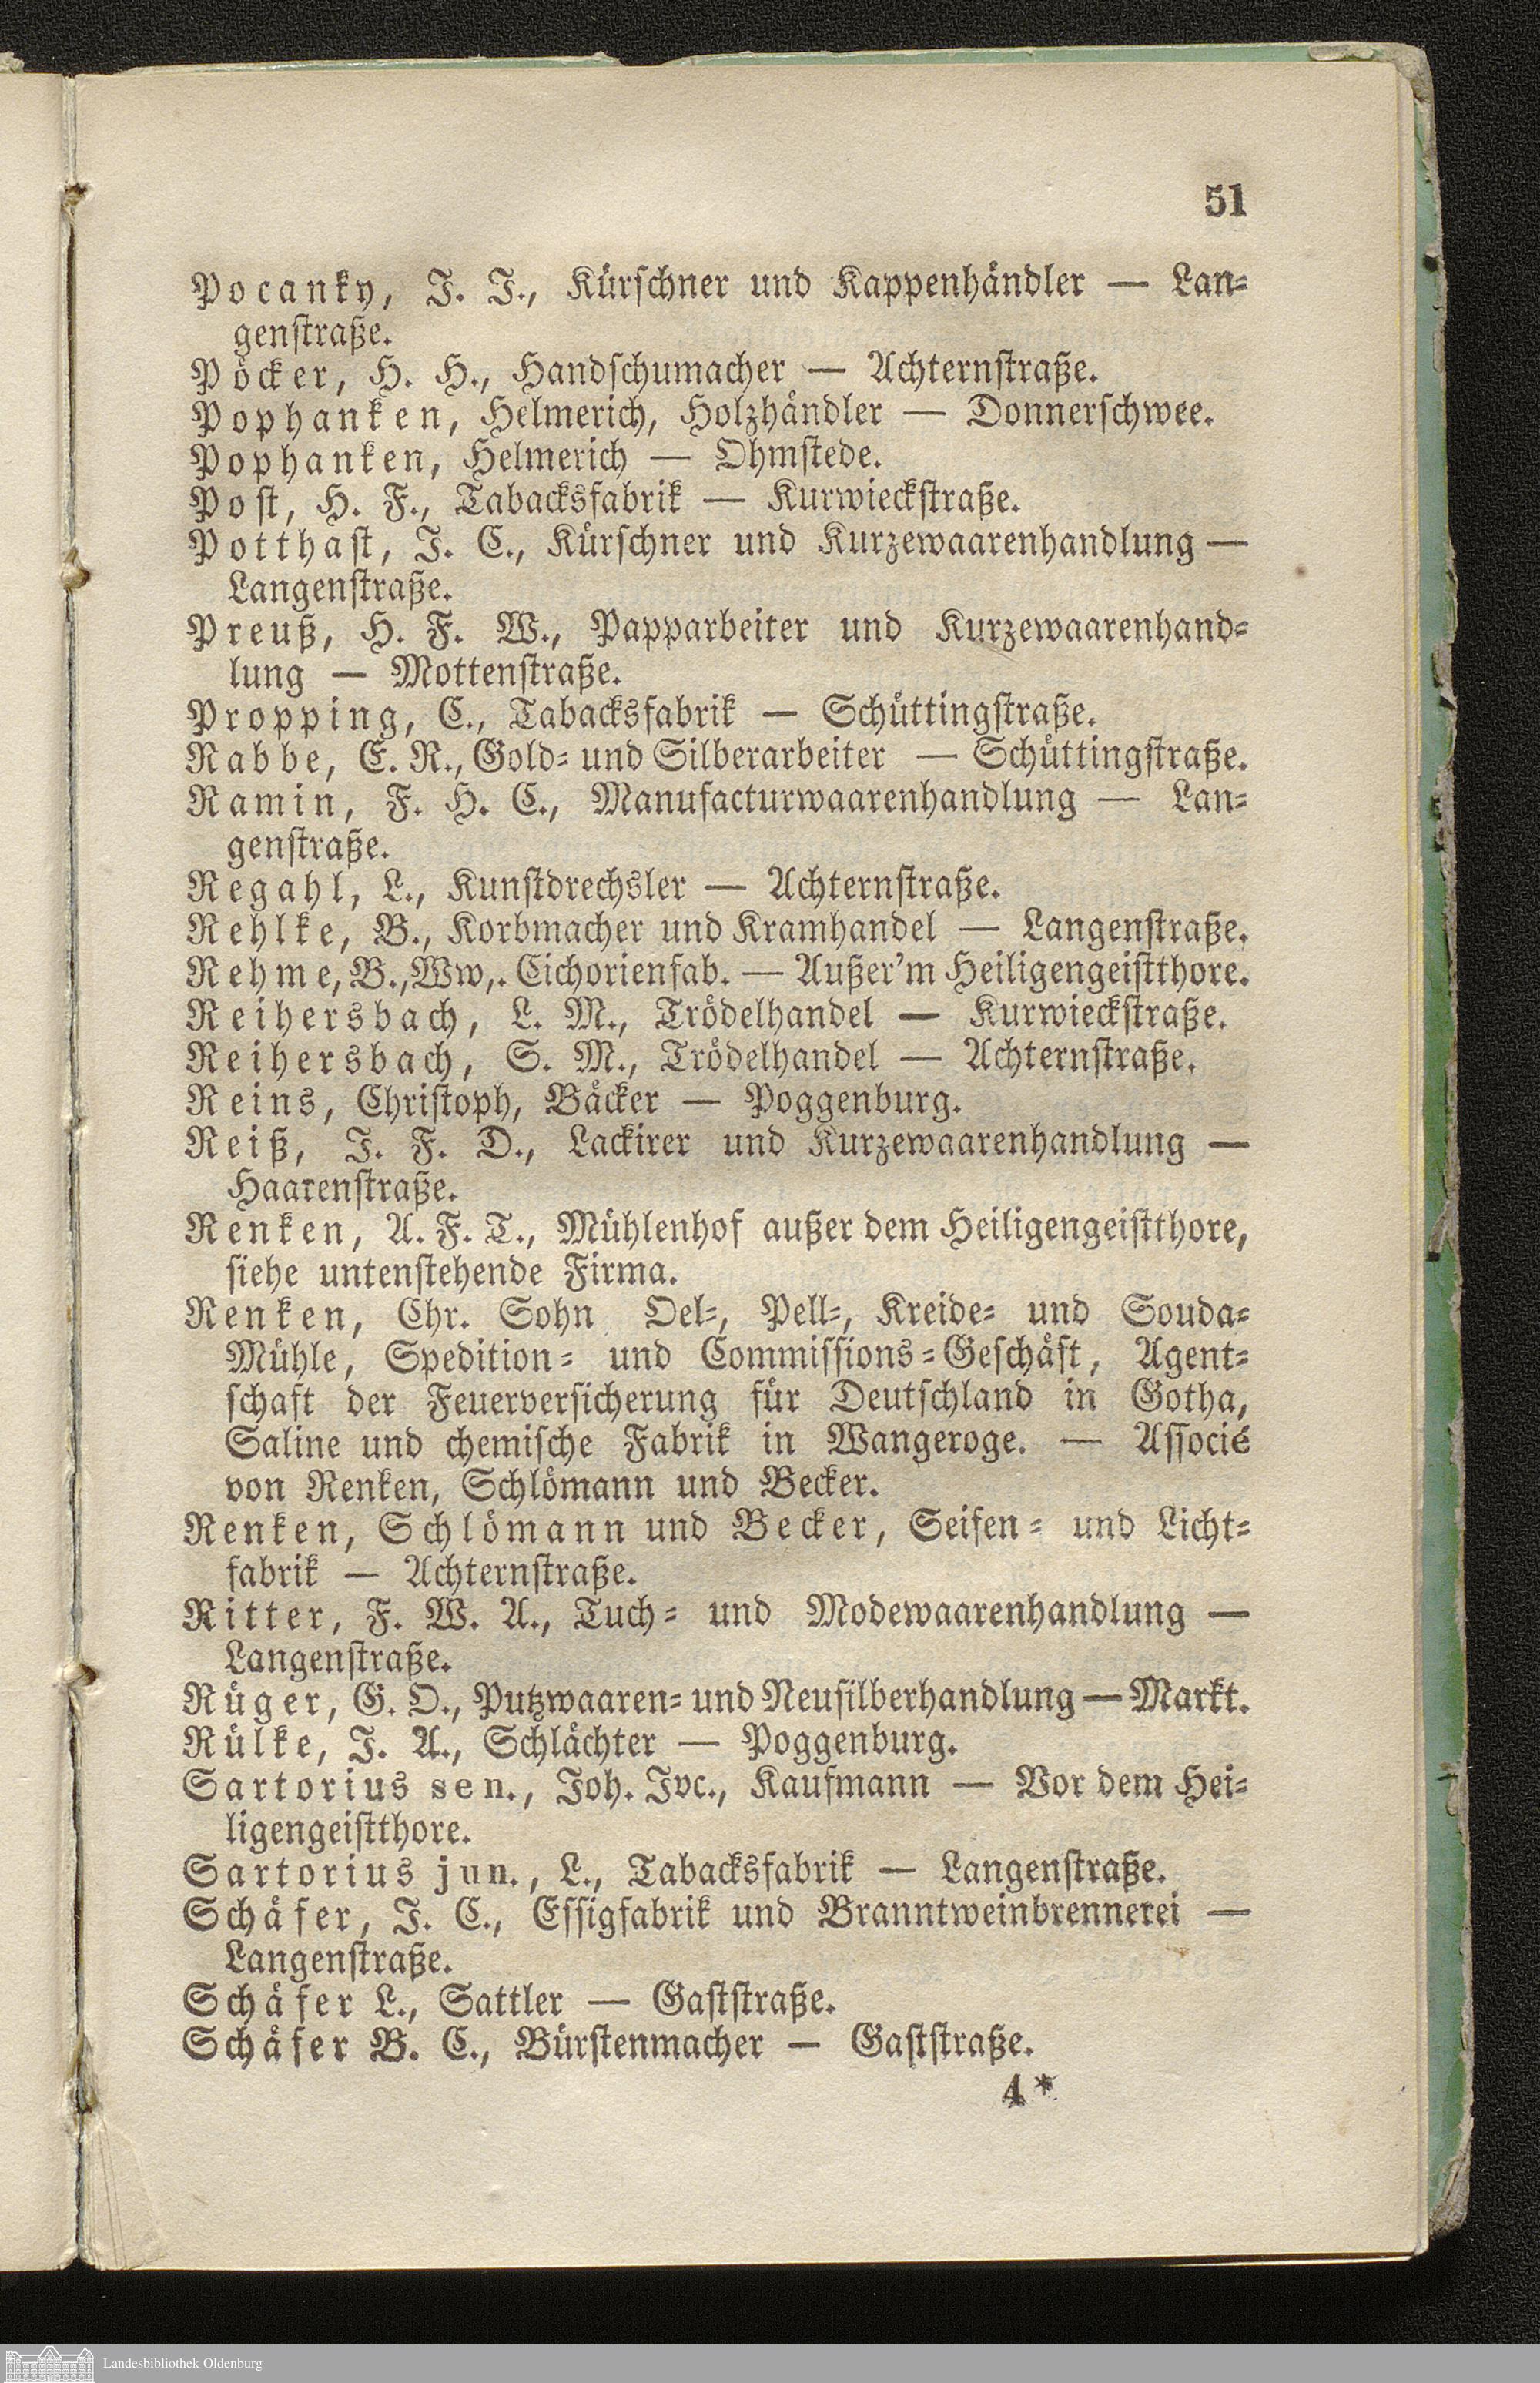 51
Pocanky, J. J., Kürschner und Kappenhändler — Lan-
genstraße.
Pöcker, H. H., Handschumacher — Achternstraße.
Pophanken, Helmerich, Holzhändler — Donnerschwee.
Pophanken, Helmerich — Ohmstede.
Post, H. F., Tabacksfabrik — Kurwieckstraße.
Potthast, J. C., Kürschner und Kurzewaarenhandlung —
Langenstraße.
Preuß, H. F. W., Papparbeiter und Kurzewaarenhand-
lung — Mottenstraße.
Propping, C., Tabacksfabrik — Schüttingstraße.
Rabbe, E. R., Gold- und Silberarbeiter — Schüttingstraße.
Ramin, F. H. C., Manufacturwaarenhandlung — Lan-
genstraße.
Regahl, L., Kunstdrechsler — Achternstraße.
Rehlke, B., Korbmacher und Kramhandel — Langenstraße.
Rehme, B., Ww,. Cichorienfab. — Außer'm Heiligengeistthore.
Reihersbach, L. M., Trödelhandel — Kurwieckstraße.
Reihersbach, S. M., Trödelhandel — Achternstraße.
Reins, Christoph, Bäcker — Poggenburg.
Reiß, J. F. D., Lackirer und Kurzewaarenhandlung —
Haarenstraße.
Renken, A. F. T., Mühlenhof außer dem Heiligengeistthore,
siehe untenstehende Firma.
Renken, Chr. Sohn Oel-, Pell-, Kreide- und Souda-
Mühle, Spedition- und Commissions-Geschäft, Agent-
schaft der Feuerversicherung für Deutschland in Gotha,
Saline und chemische Fabrik in Wangeroge. — Associé
von Renken, Schlömann und Becker.
Renken, Schlömann und Becker, Seifen- und Licht-
fabrik — Achternstraße.
Ritter, F. W. A., Tuch- und Modewaarenhandlung —
Langenstraße.
Rüger, G. O., Putzwaaren- und Neusilberhandlung — Markt.
Rülke, J. A., Schlächter — Poggenburg.
Sartorius sen., Joh. Jvc., Kaufmann — Vor dem Hei-
ligengeistthore.
Sartorius jun., L., Tabacksfabrik — Langenstraße.
Schäfer, J. C., Essigfabrik und Branntweinbrennerei —
Langenstraße.
Schäfer L., Sattler — Gaststraße.
Schäfer B. C., Bürstenmacher — Gaststraße.
4*
Landesbibliothek Oldenburg